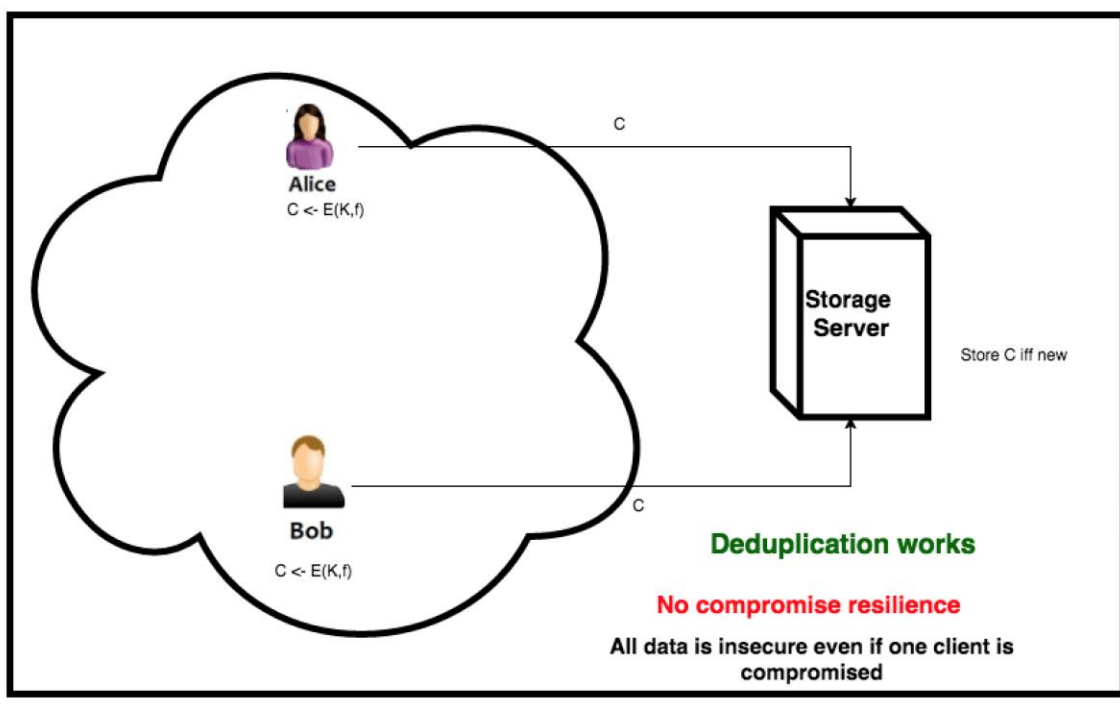 C
Alice
C <- E(K,f)
Storage
Server
Store C iff new
Bob
C
C <- E(K,f)
Deduplication works
No compromise resilience
All data is insecure even if one client is
compromised